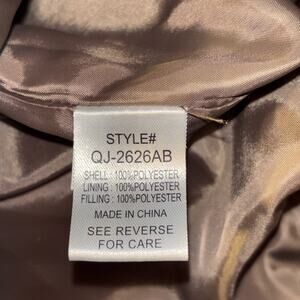 STYLE#
QJ-2626AB
SHELL : 100%POLYESTER
LINING : 100%POLYESTER
FILLING : 100%POLYESTER
MADE IN CHINA
SEE REVERSE
FOR CARE